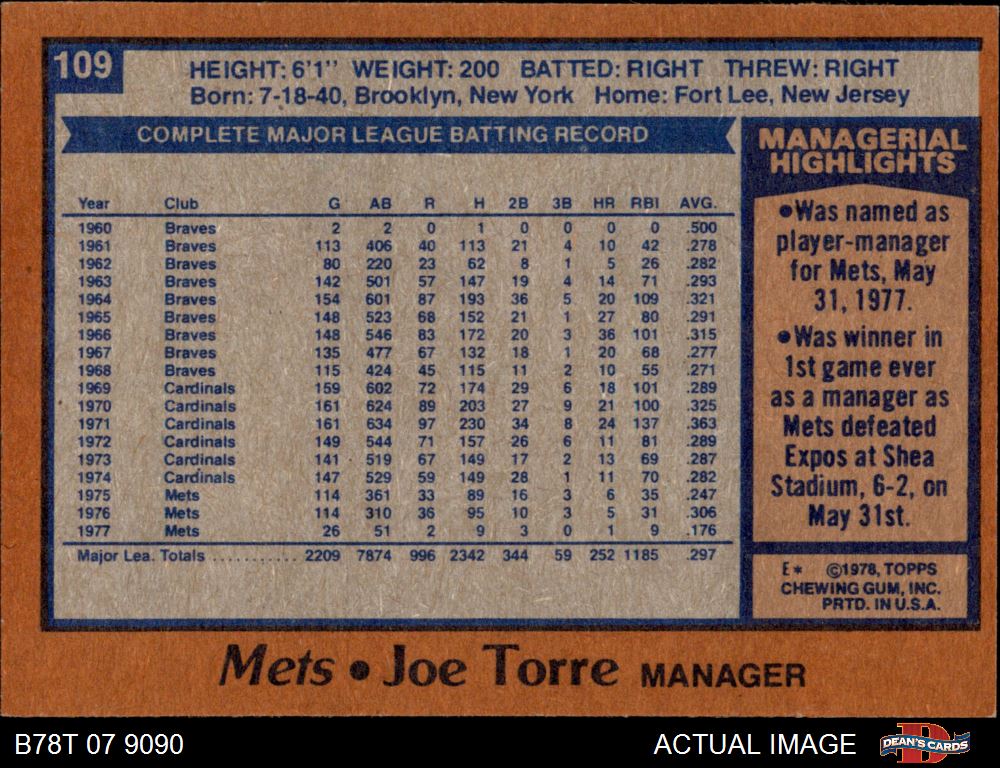 109
HEIGHT: 6'1" WEIGHT: 200 BATTED: RIGHT THREW: RIGHT
Born: 7-18-40, Brooklyn, New York Home: Fort Lee, New Jersey
COMPLETE MAJOR LEAGUE BATTING RECORD
Year Club G AB R H 2B 3B HR RBI AVG.
1960 Braves 2 2 0 1 0 0 0 0 .500
1961 Braves 113 406 40 113 21 4 10 42 .278
1962 Braves 80 220 23 62 8 1 5 26 .282
1963 Braves 142 501 57 147 19 4 14 71 .293
1964 Braves 154 601 87 193 36 5 20 109 .321
1965 Braves 148 523 68 152 21 1 27 80 .291
1966 Braves 148 546 83 172 20 3 36 101 .315
1967 Braves 135 477 67 132 18 1 20 68 .277
1968 Braves 115 424 45 115 11 2 10 55 .271
1969 Cardinals 159 602 72 174 29 6 18 101 .289
1970 Cardinals 161 624 89 203 27 9 21 100 .325
1971 Cardinals 161 634 97 230 34 8 24 137 .363
1972 Cardinals 149 544 71 157 26 6 11 81 .289
1973 Cardinals 141 519 67 149 17 2 13 69 .287
1974 Cardinals 147 529 59 149 28 1 11 70 .282
1975 Mets 114 361 33 89 16 3 6 35 .247
1976 Mets 114 310 36 95 10 3 5 31 .306
1977 Mets 26 51 2 9 3 0 1 9 .176
Major Lea. Totals ........... 2209 7874 996 2342 344 59 252 1185 .297
MANAGERIAL
HIGHLIGHTS
•Was named as
player-manager
for Mets, May
31, 1977.
•Was winner in
1st game ever
as a manager as
Mets defeated
Expos at Shea
Stadium, 6-2, on
May 31st.
E* ©1978, TOPPS
CHEWING GUM, INC.
PRTD. IN U.S.A.
Mets • Joe Torre MANAGER
B78T 07 9090
ACTUAL IMAGE
DEAN'S CARDS